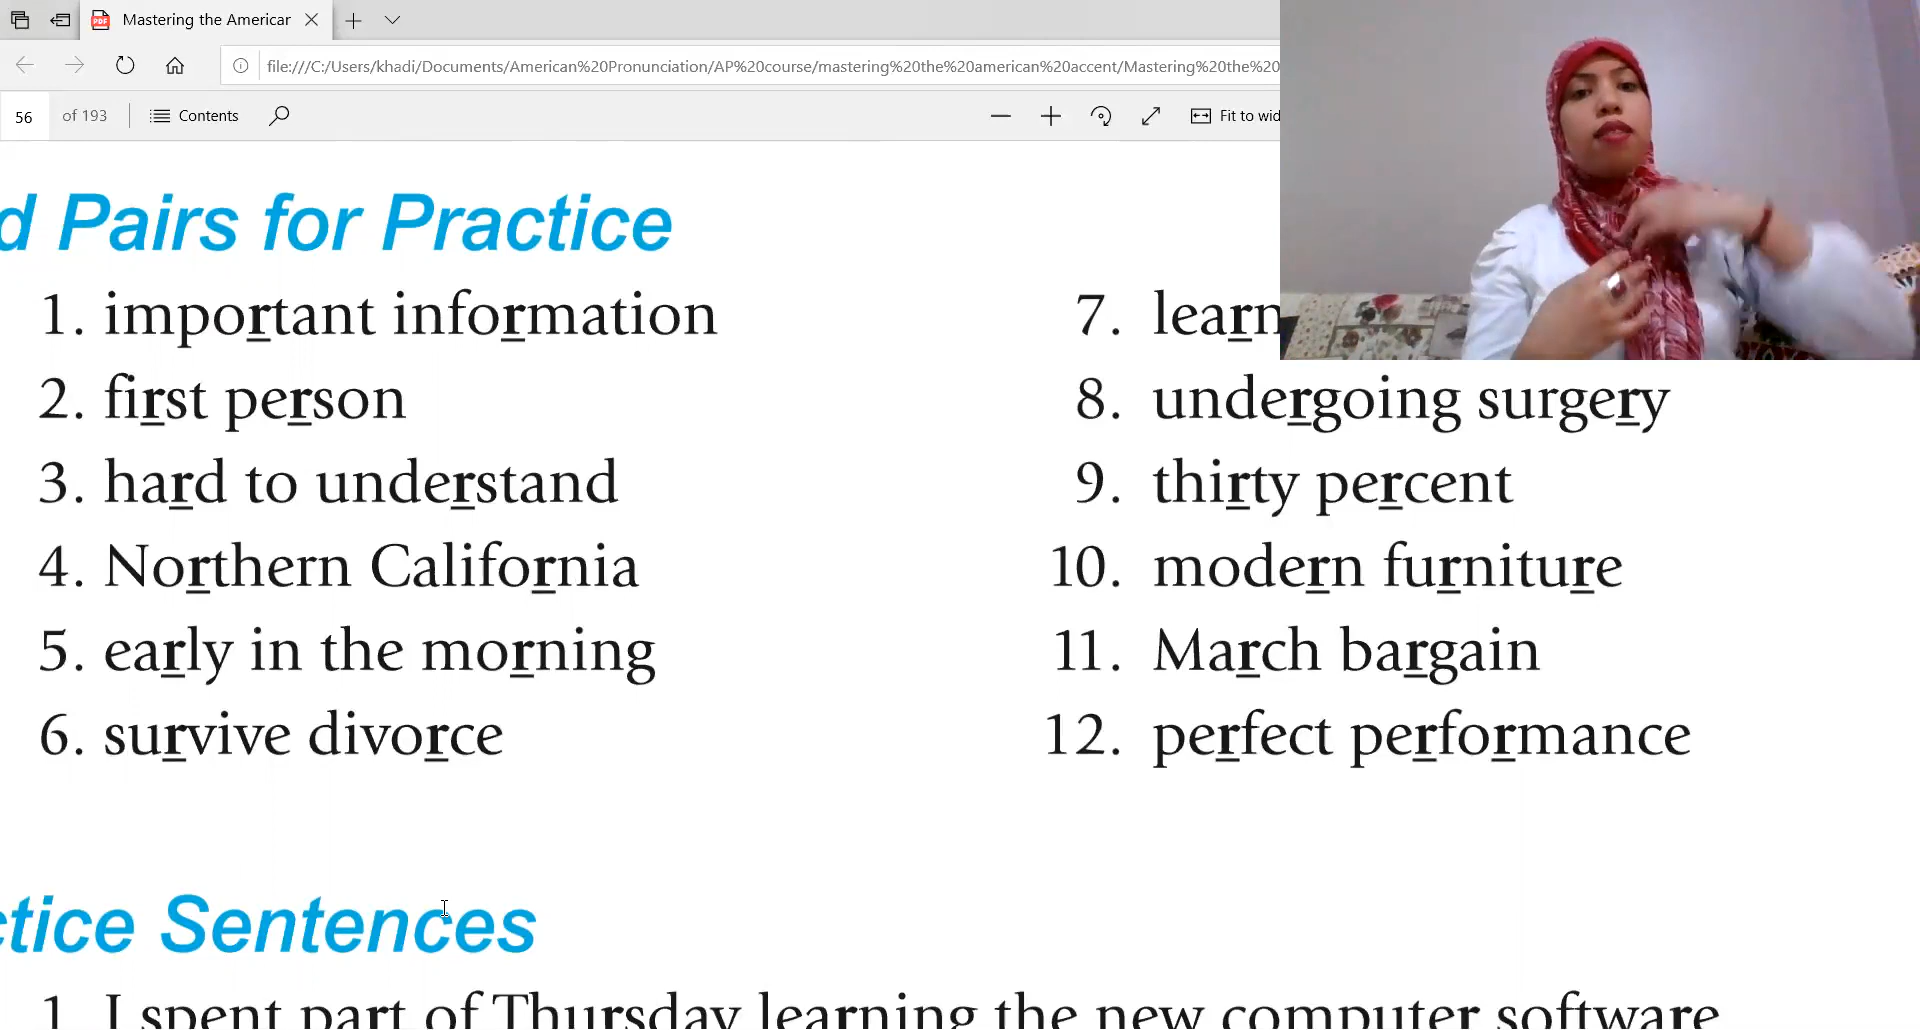 Mastering the American
file:///C:/Users/khadi/Documents/American%20Pronunciation/AP%20course/mastering%20the%20american%20accent/Mastering%20the%20
56 of 193 Contents Fit to wid
d Pairs for Practice
1. important information
2. first person
3. hard to understand
4. Northern California
5. early in the morning
6. survive divorce
7. learn
8. undergoing surgery
9. thirty percent
10. modern furniture
11. March bargain
12. perfect performance
ctice Sentences
1. I spent part of Thursday learning the new computer software